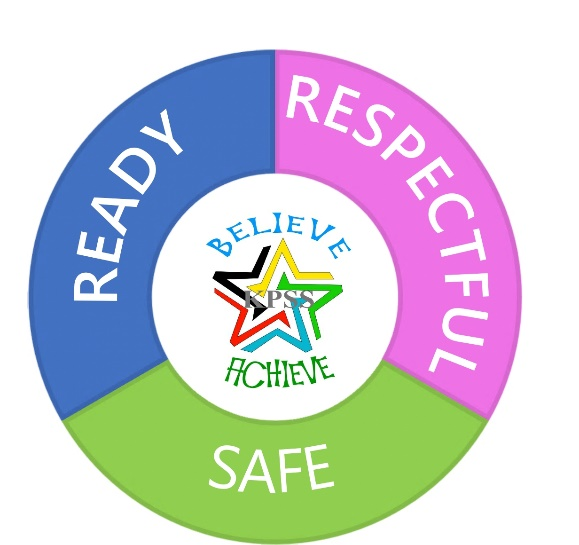 READY
RESPECTFUL
BELIEVE
KPSS
ACHIEVE
SAFE